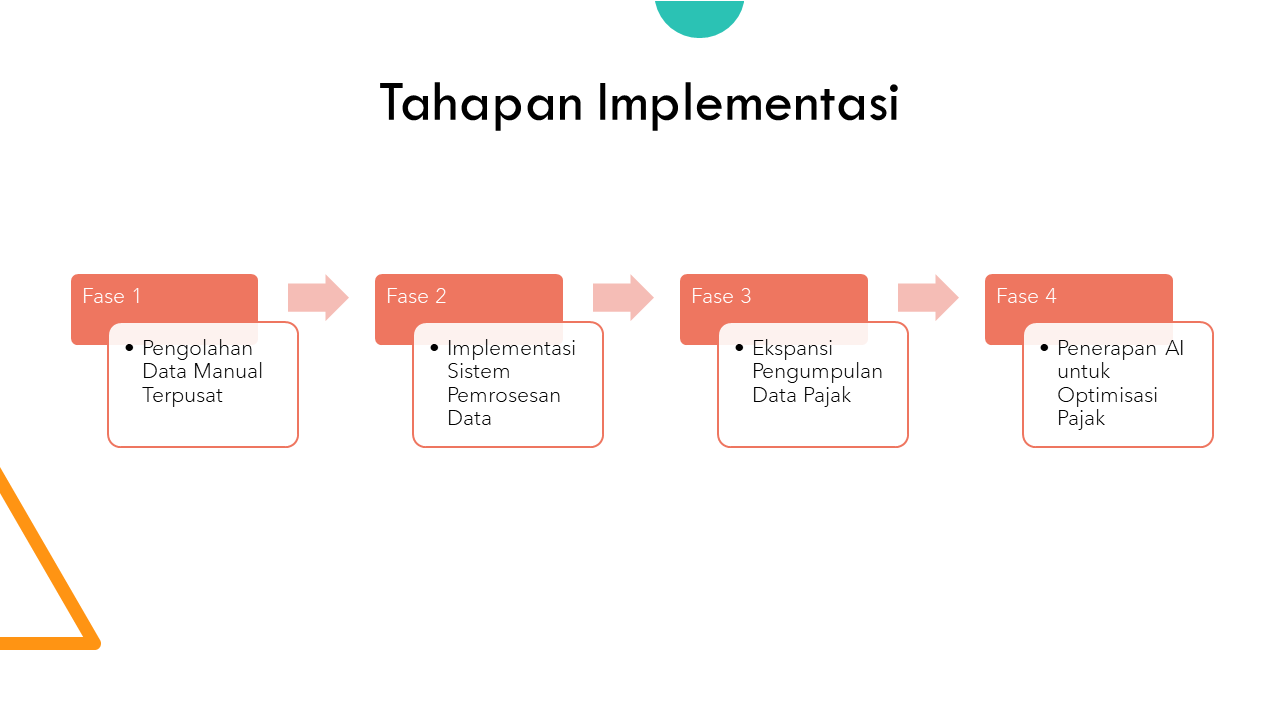 Tahapan Implementasi
Fase 1
• Pengolahan
Data Manual
Terpusat
Fase 2
• Implementasi
Sistem
Pemrosesan
Data
Fase 3
• Ekspansi
Pengumpulan
Data Pajak
Fase 4
• Penerapan AI
untuk
Optimisasi
Pajak